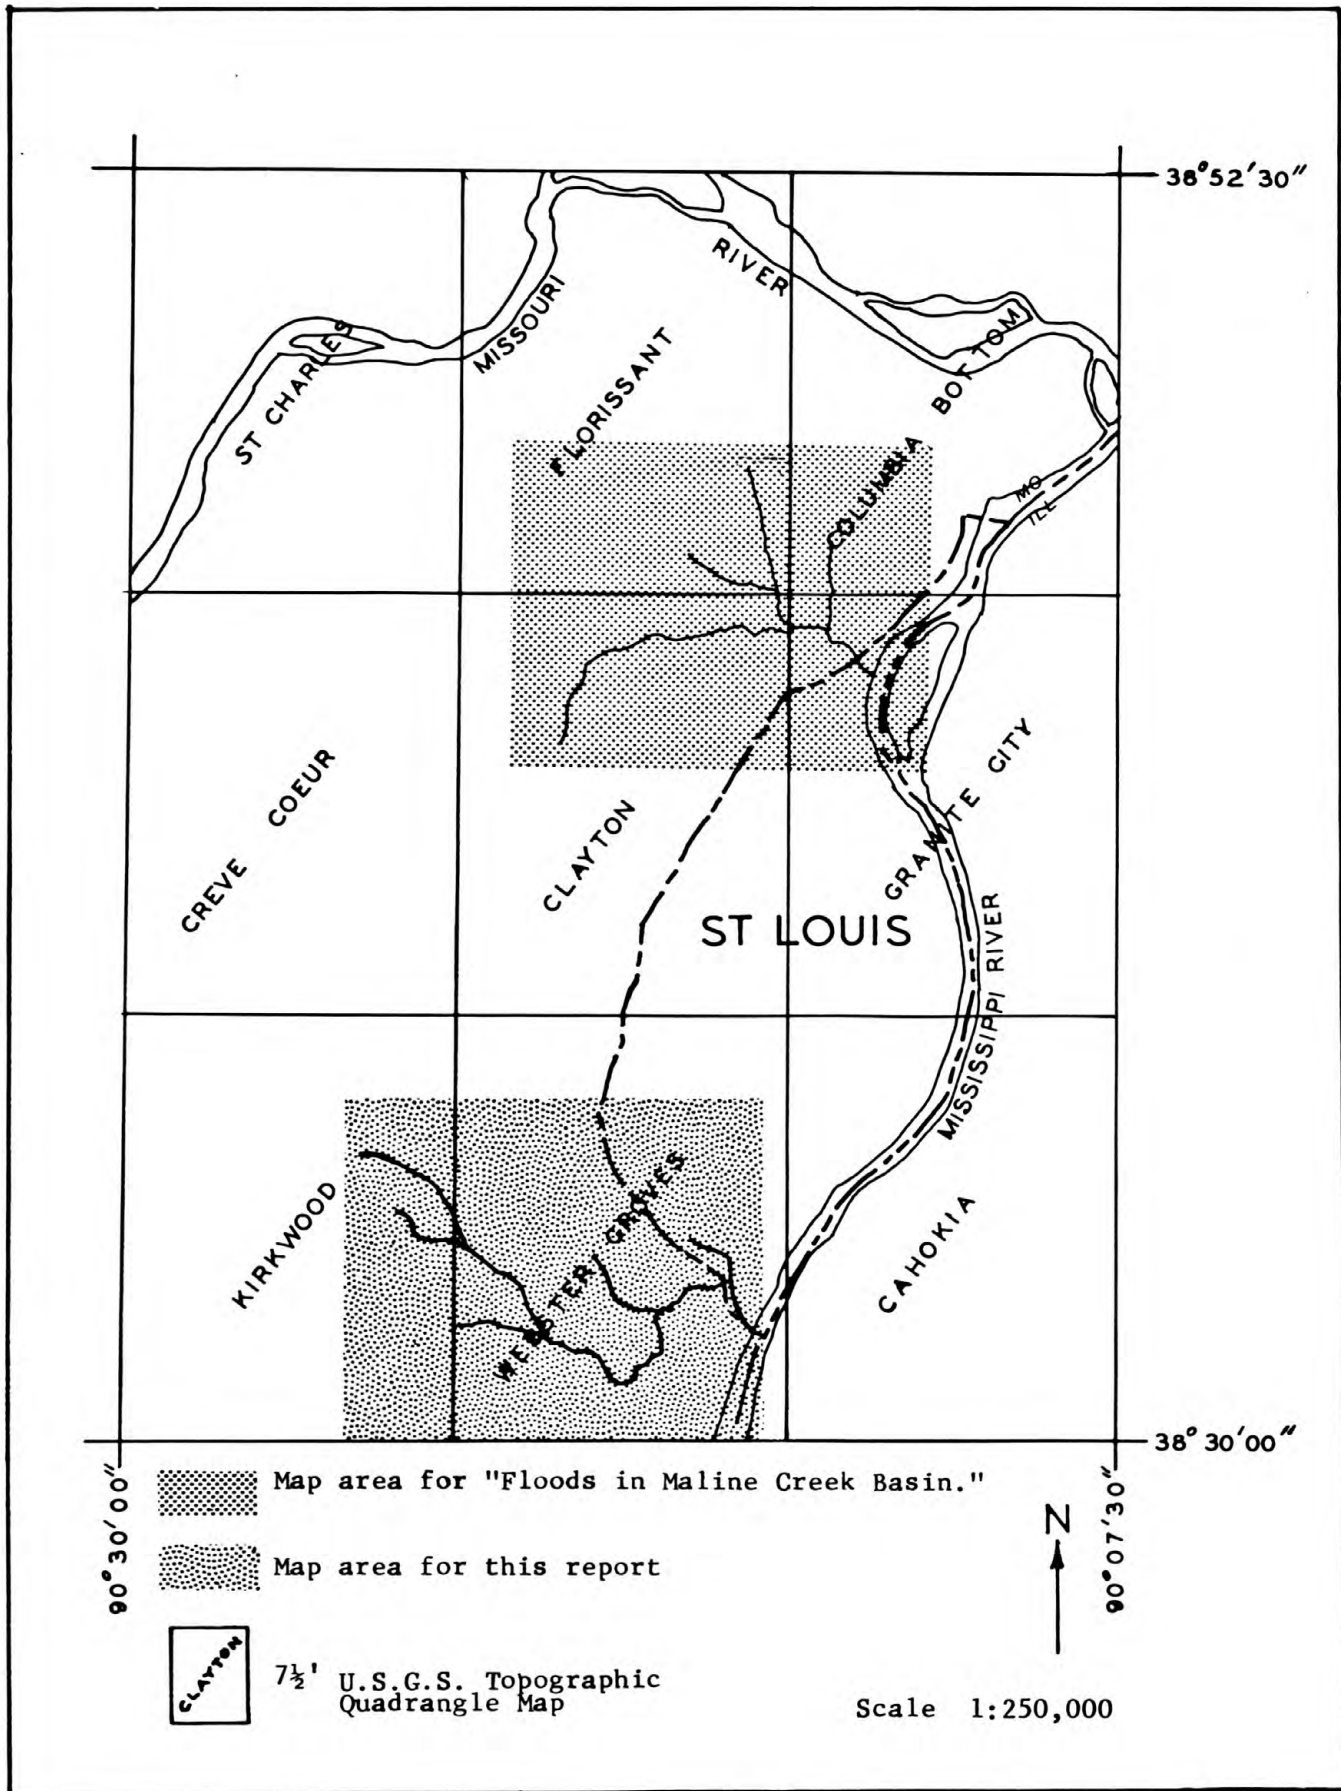 38°52'30"
RIVER
MISSOURI
ST CHARLES
FLORISSANT
COLUMBIA BOTTOM
MO
ILL
CREVE COEUR
CLAYTON
GRANITE CITY
ST LOUIS
MISSISSIPPI RIVER
KIRKWOOD
WEBSTER GROVES
CAHOKIA
38°30'00"
90°30'00"
90°07'30"
Map area for "Floods in Maline Creek Basin."
N
Map area for this report
CLAYTON
7½' U.S.G.S. Topographic
Quadrangle Map
Scale 1:250,000